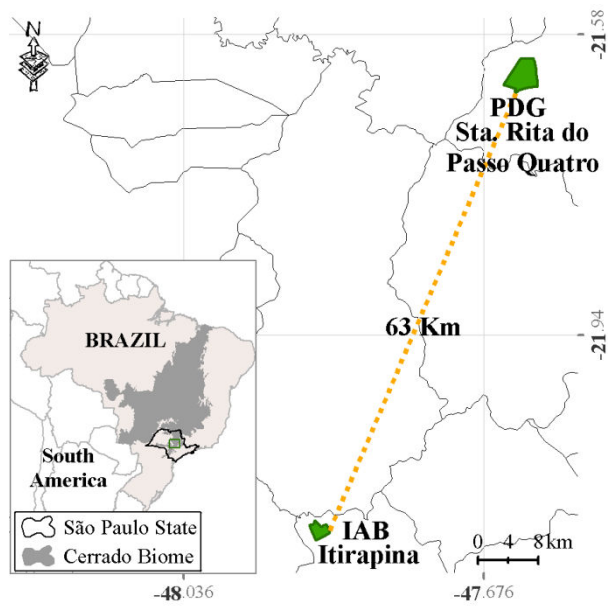 N
-21.58
PDG
Sta. Rita do
Passo Quatro
63 Km
-21.94
BRAZIL
South
America
São Paulo State
Cerrado Biome
IAB
Itirapina
0 4 8 km
-48.036
-47.676